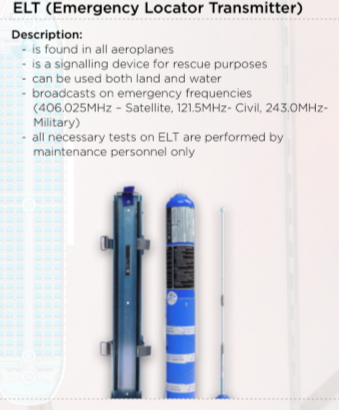 ELT (Emergency Locator Transmitter)
Description:
- is found in all aeroplanes
- is a signalling device for rescue purposes
- can be used both land and water
- broadcasts on emergency frequencies
(406.025MHz – Satellite, 121.5MHz- Civil, 243.0MHz-
Military)
- all necessary tests on ELT are performed by
maintenance personnel only